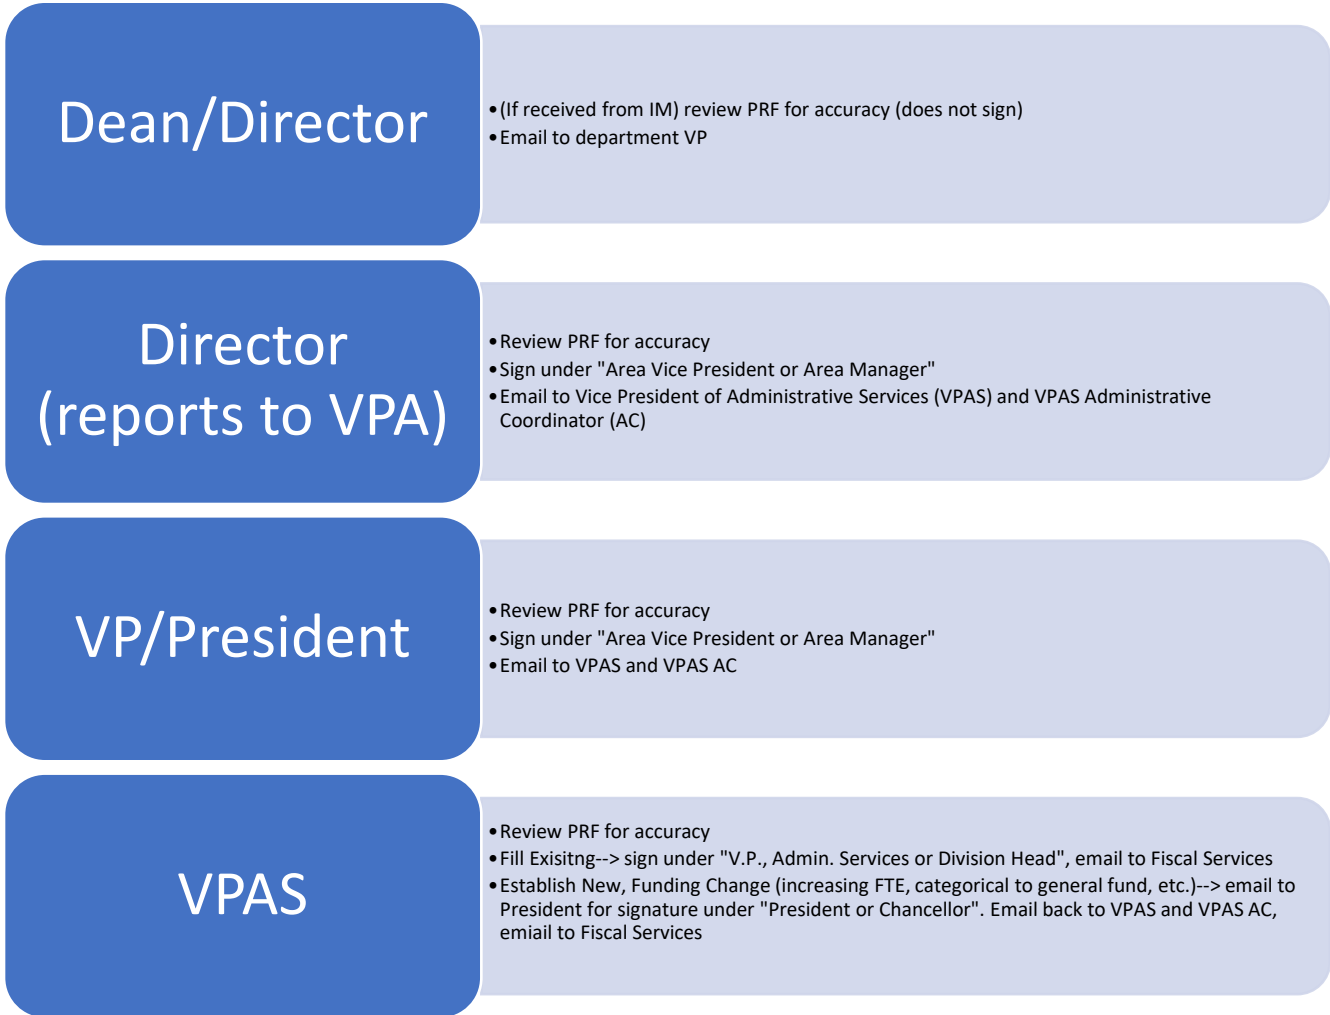 Dean/Director
•(If received from IM) review PRF for accuracy (does not sign)
•Email to department VP
Director
(reports to VPA)
•Review PRF for accuracy
•Sign under "Area Vice President or Area Manager"
•Email to Vice President of Administrative Services (VPAS) and VPAS Administrative
Coordinator (AC)
VP/President
•Review PRF for accuracy
•Sign under "Area Vice President or Area Manager"
•Email to VPAS and VPAS AC
VPAS
•Review PRF for accuracy
•Fill Exisitng--> sign under "V.P., Admin. Services or Division Head", email to Fiscal Services
•Establish New, Funding Change (increasing FTE, categorical to general fund, etc.)--> email to
President for signature under "President or Chancellor". Email back to VPAS and VPAS AC,
emiail to Fiscal Services